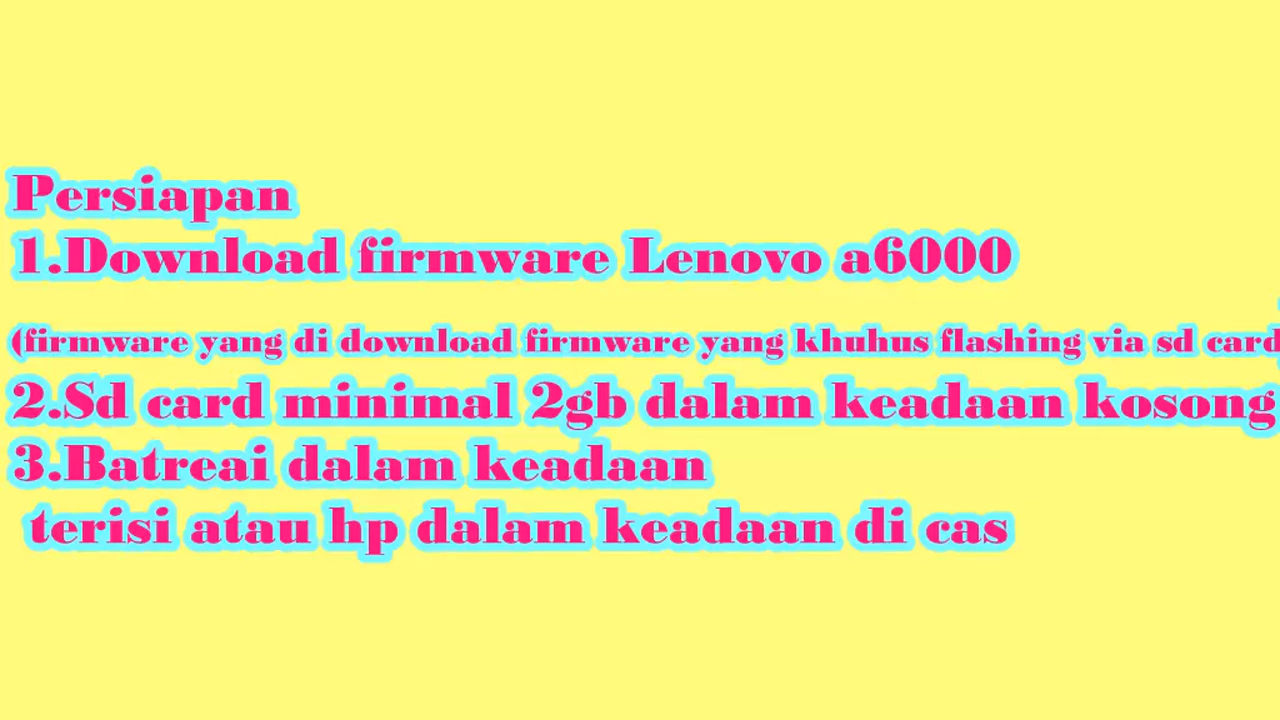 Persiapan
1.Download firmware Lenovo a6000
(firmware yang di download firmware yang khuhus flashing via sd card
2.Sd card minimal 2gb dalam keadaan kosong
3.Batreai dalam keadaan
terisi atau hp dalam keadaan di cas